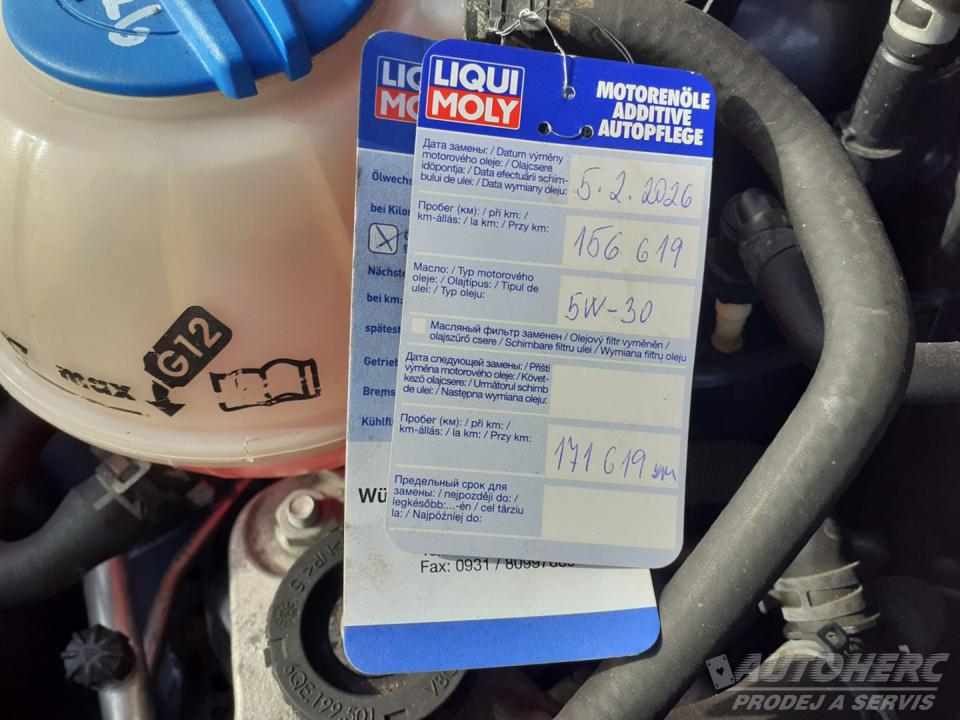 LIQUI
MOLY
MOTORENÖLE
ADDITIVE
AUTOPFLEGE
Дата замены: / Datum výměny
motorového oleje: / Olajcsere
időpontja: / Data efectuării schim-
bului de ulei: / Data wymiany oleju:
5.2.2026
Пробег (км): / při km: /
km-állás: / la km: / Przy km:
156 619
Масло: / Typ motorového
oleje: / Olajtípus: / Tipul de
ulei: / Typ oleju:
5W-30
Масляный фильтр заменен / Olejový filtr vyměněn /
olajszűrő csere / Schimbare filtru ulei / Wymiana filtru oleju
Дата следующей замены: / Příští
výměna motorového oleje: / Követ-
kező olajcsere: / Următorul schimb
de ulei: / Następna wymiana oleju:
Пробег (км): / při km: /
km-állás: / la km: / Przy km:
171 619
Предельный срок для
замены: / nejpozději do: /
legkésőbb:...-én / cel târziu
la: / Najpóźniej do:
Ölwechs
bei Kilo
Nächste
bei km:
spätest
Getrieb
Brems
Kühlfl
Wü
Fax: 0931 /
G12
max
6QE.199.501
AUTOHERC
PRODEJ A SERVIS